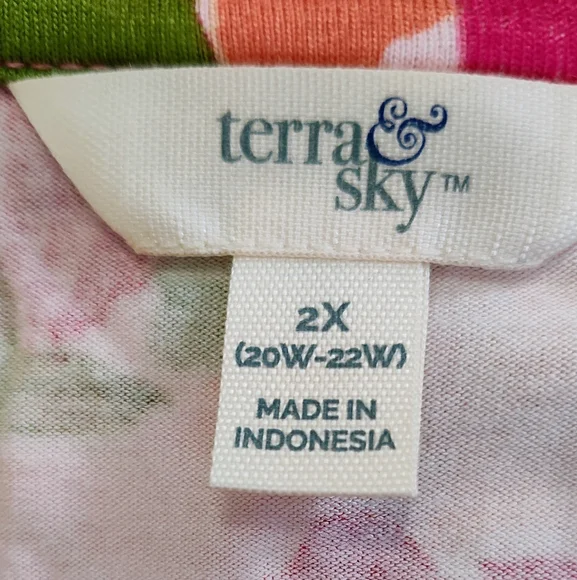 terra&
sky™
2X
(20W-22W)
MADE IN
INDONESIA